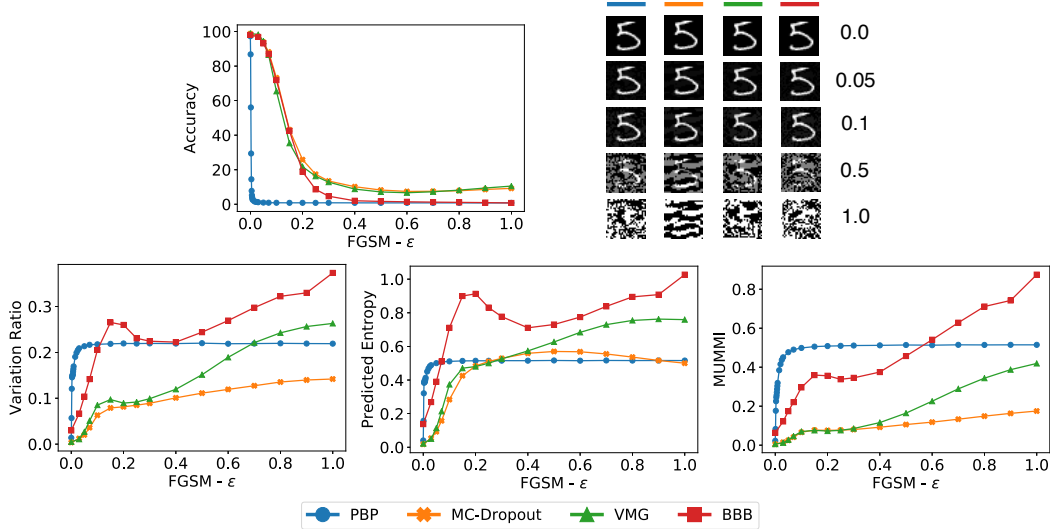 100
80
60
40
20
0
Accuracy
0.0 0.2 0.4 0.6 0.8 1.0
FGSM - ε
0.0
0.05
0.1
0.5
1.0
0.3
0.2
0.1
0.0
Variation Ratio
0.0 0.2 0.4 0.6 0.8 1.0
FGSM - ε
1.0
0.8
0.6
0.4
0.2
0.0
Predicted Entropy
0.0 0.2 0.4 0.6 0.8 1.0
FGSM - ε
0.8
0.6
0.4
0.2
0.0
MUMMI
0.0 0.2 0.4 0.6 0.8 1.0
FGSM - ε
PBP MC-Dropout VMG BBB